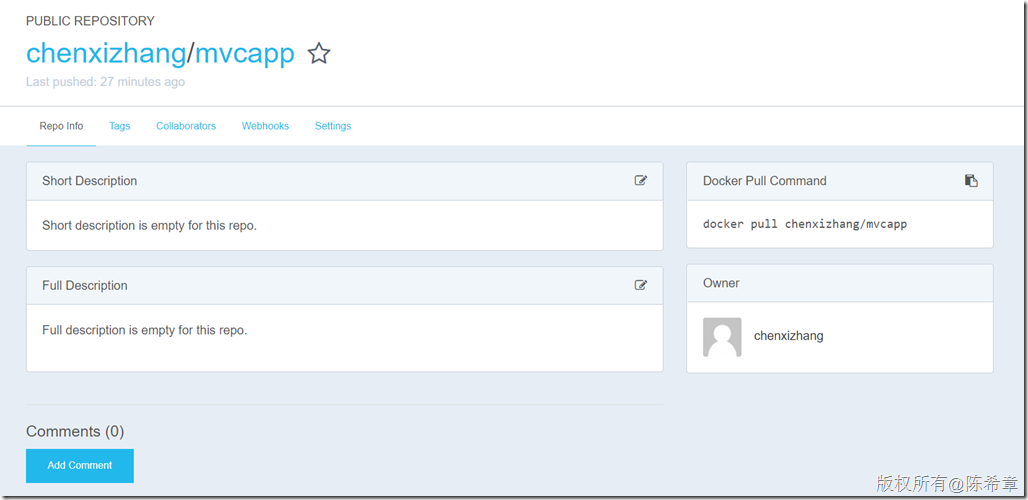 PUBLIC REPOSITORY
chenxizhang/mvcapp
Last pushed: 27 minutes ago
Repo Info Tags Collaborators Webhooks Settings
Short Description
Short description is empty for this repo.
Full Description
Full description is empty for this repo.
Docker Pull Command
docker pull chenxizhang/mvcapp
Owner
chenxizhang
Comments (0)
Add Comment
版权所有@陈希章